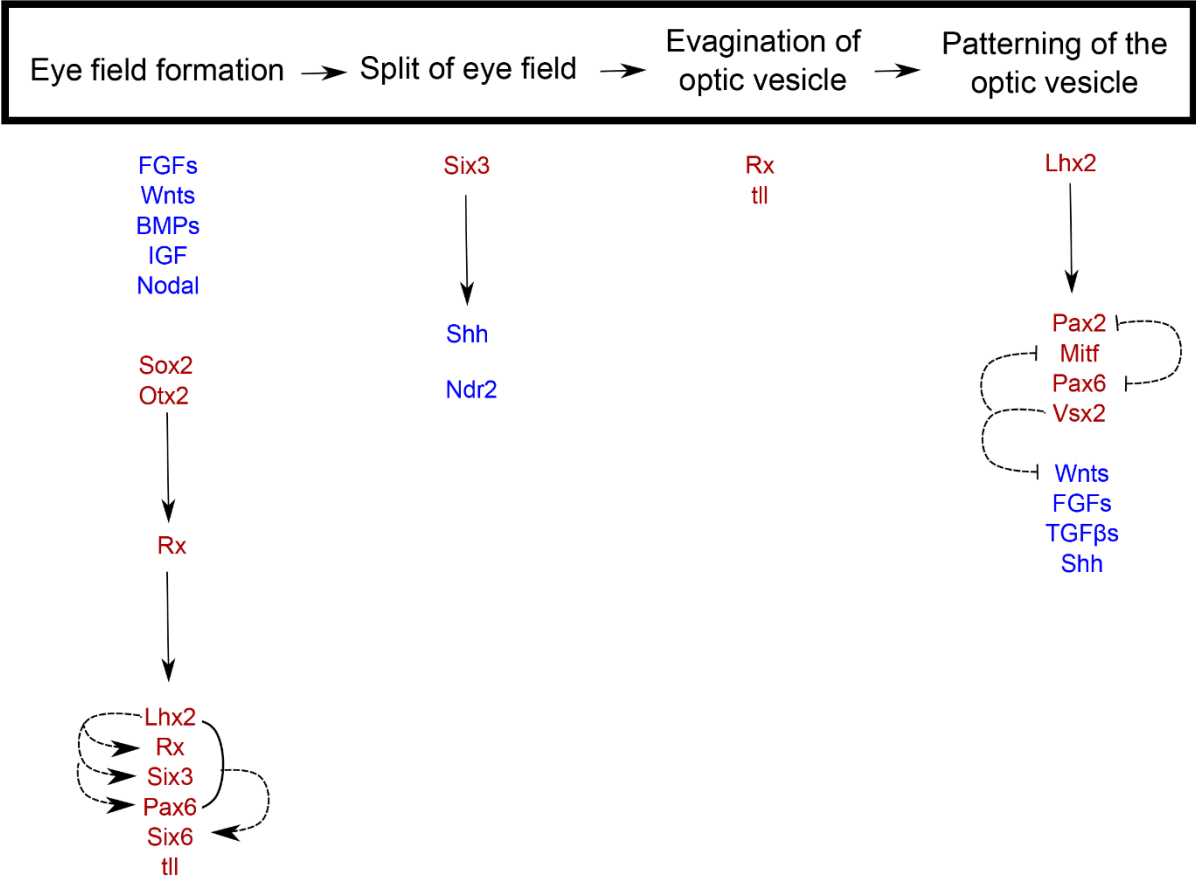 Eye field formation
Split of eye field
Evagination of
optic vesicle
Patterning of the
optic vesicle
FGFs
Wnts
BMPs
IGF
Nodal
Sox2
Otx2
Rx
Lhx2
Rx
Six3
Pax6
Six6
tll
Six3
Shh
Ndr2
Rx
tll
Lhx2
Pax2
Mitf
Pax6
Vsx2
Wnts
FGFs
TGFβs
Shh